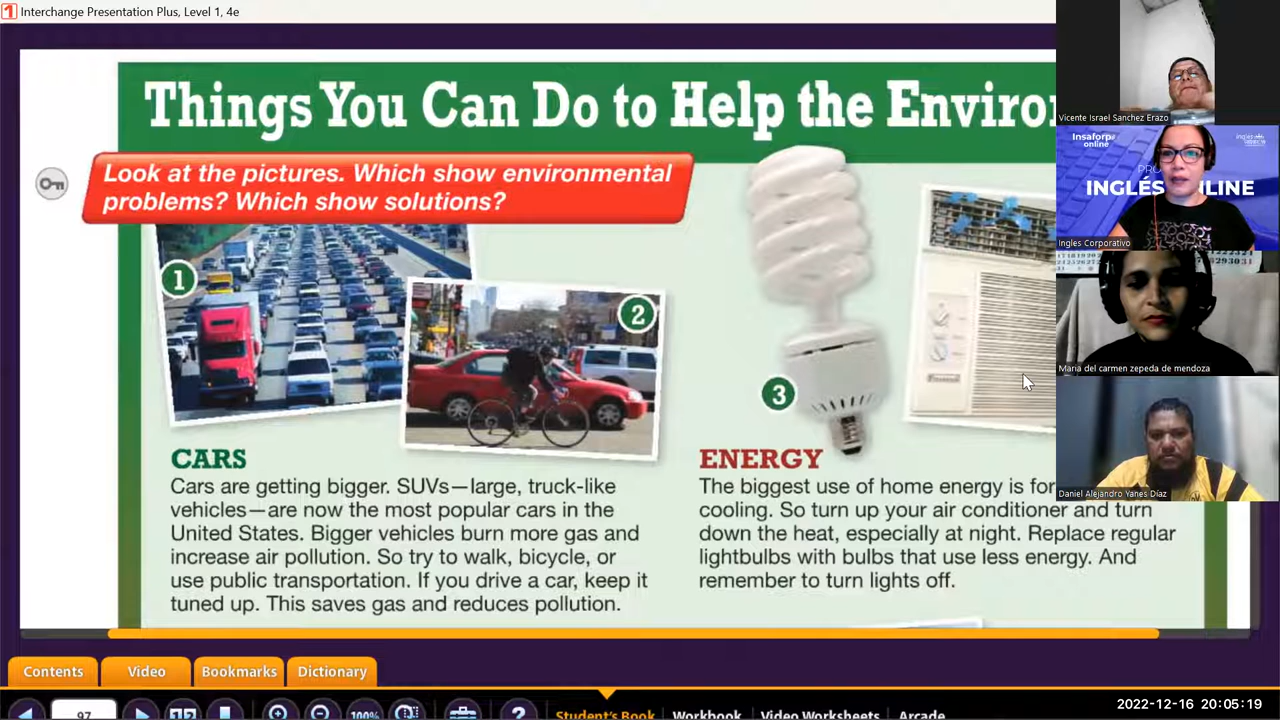 Interchange Presentation Plus, Level 1, 4e
Things You Can Do to Help the Environ
Look at the pictures. Which show environmental
problems? Which show solutions?
1
2
3
CARS
Cars are getting bigger. SUVs—large, truck-like
vehicles—are now the most popular cars in the
United States. Bigger vehicles burn more gas and
increase air pollution. So try to walk, bicycle, or
use public transportation. If you drive a car, keep it
tuned up. This saves gas and reduces pollution.
ENERGY
The biggest use of home energy is for
cooling. So turn up your air conditioner and turn
down the heat, especially at night. Replace regular
lightbulbs with bulbs that use less energy. And
remember to turn lights off.
Vicente Israel Sanchez Erazo
Insaforp
online
INGLÉS ONLINE
Ingles Corporativo
Maria del carmen zepeda de mendoza
Daniel Alejandro Yanes Díaz
Contents
Video
Bookmarks
Dictionary
97
100%
?
Student's Book
Workbook
Video Worksheets
Arcade
2022-12-16 20:05:19